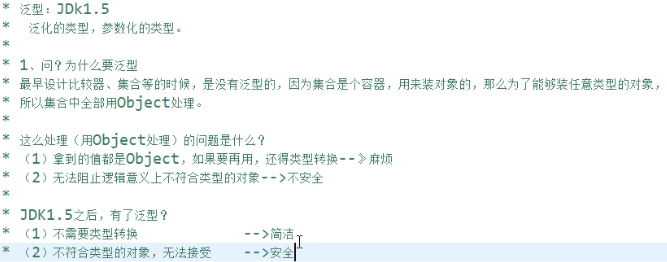 * 泛型：JDk1.5
* 泛化的类型，参数化的类型。
*
* 1、问？为什么要泛型
* 最早设计比较器、集合等的时候，是没有泛型的，因为集合是个容器，用来装对象的，那么为了能够装任意类型的对象，
* 所以集合中全部用Object处理。
*
* 这么处理（用Object处理）的问题是什么？
* （1）拿到的值都是Object，如果要再用，还得类型转换--》麻烦
* （2）无法阻止逻辑意义上不符合类型的对象-->不安全
*
* JDK1.5之后，有了泛型？
* （1）不需要类型转换 -->简洁
* （2）不符合类型的对象，无法接受 -->安全